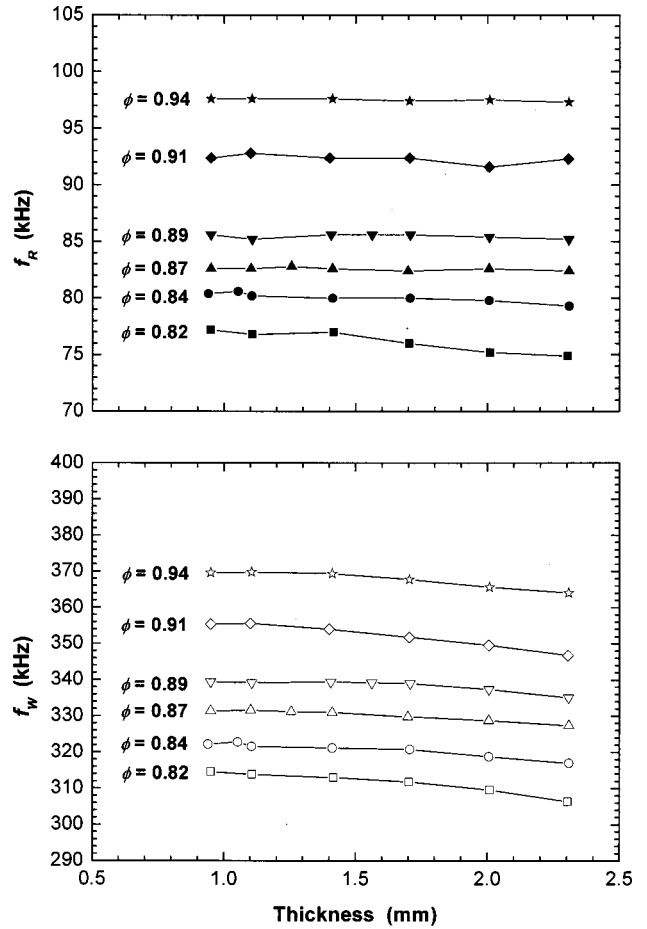 105
100
95
90
85
80
75
70
f_R (kHz)
ϕ = 0.94
ϕ = 0.91
ϕ = 0.89
ϕ = 0.87
ϕ = 0.84
ϕ = 0.82
400
390
380
370
360
350
340
330
320
310
300
290
f_W (kHz)
ϕ = 0.94
ϕ = 0.91
ϕ = 0.89
ϕ = 0.87
ϕ = 0.84
ϕ = 0.82
0.5 1.0 1.5 2.0 2.5
Thickness (mm)